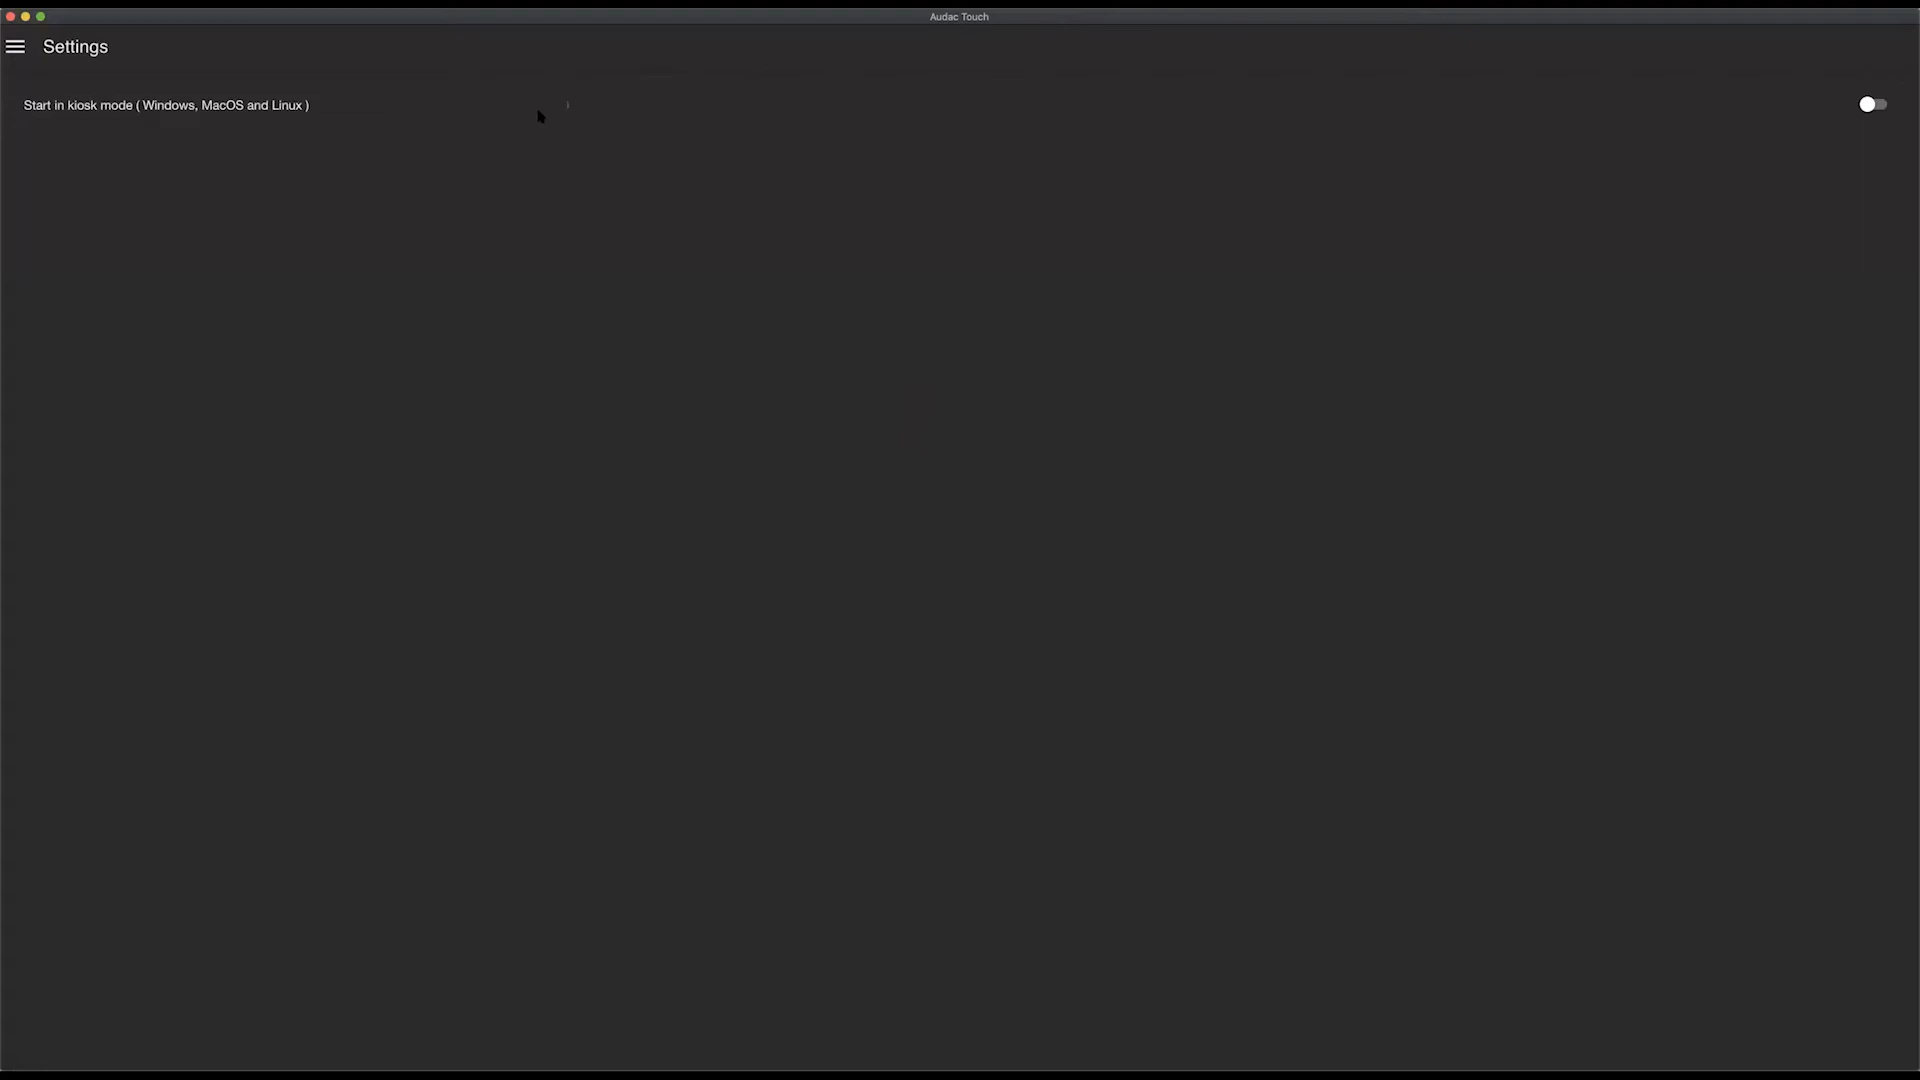 Audac Touch
Settings
Start in kiosk mode ( Windows, MacOS and Linux )